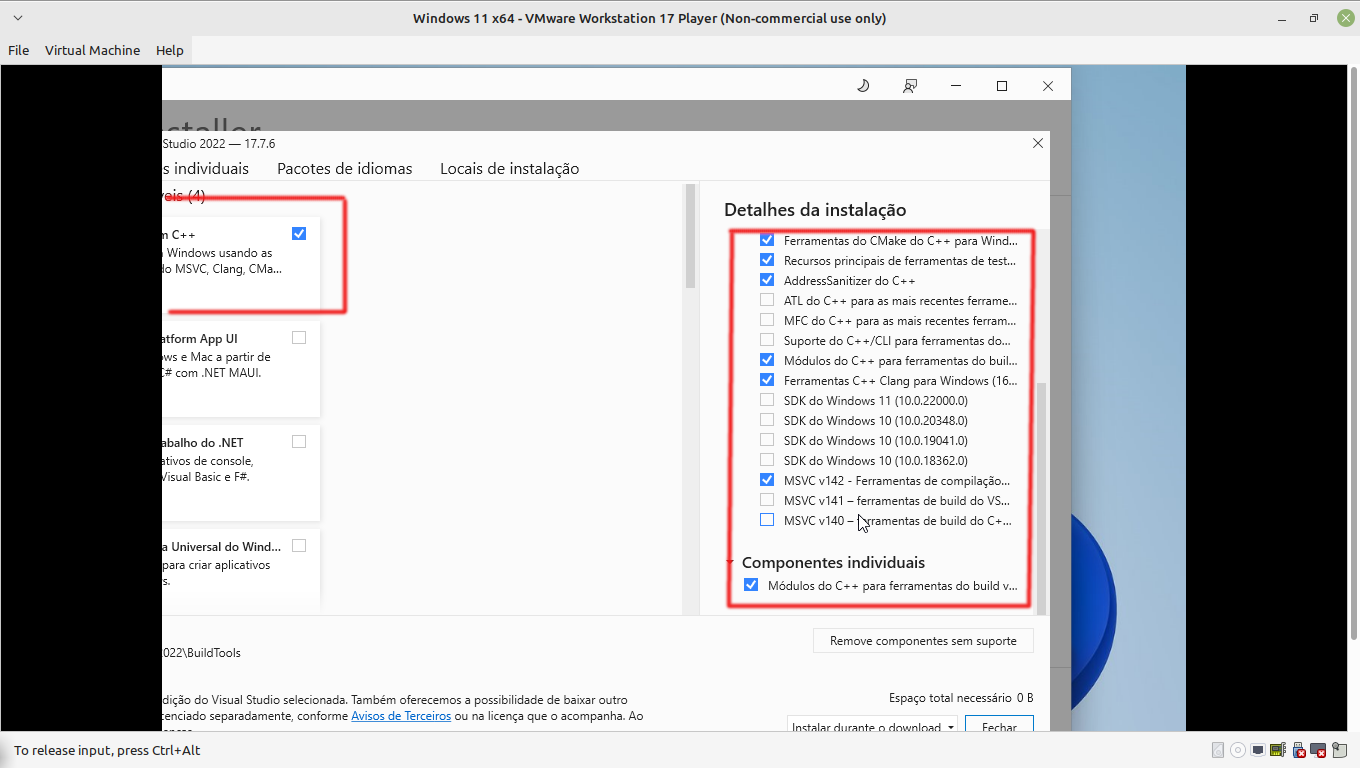 Windows 11 x64 - VMware Workstation 17 Player (Non-commercial use only)
File Virtual Machine Help
Studio 2022 — 17.7.6
s individuais Pacotes de idiomas Locais de instalação
veis (4)
m C++
Windows usando as
do MSVC, Clang, CMa...
atform App UI
ws e Mac a partir de
C# com .NET MAUI.
abalho do .NET
ativos de console,
Visual Basic e F#.
a Universal do Wind...
para criar aplicativos
s.
Detalhes da instalação
Ferramentas do CMake do C++ para Wind...
Recursos principais de ferramentas de test...
AddressSanitizer do C++
ATL do C++ para as mais recentes ferrame...
MFC do C++ para as mais recentes ferram...
Suporte do C++/CLI para ferramentas do...
Módulos do C++ para ferramentas do buil...
Ferramentas C++ Clang para Windows (16...
SDK do Windows 11 (10.0.22000.0)
SDK do Windows 10 (10.0.20348.0)
SDK do Windows 10 (10.0.19041.0)
SDK do Windows 10 (10.0.18362.0)
MSVC v142 - Ferramentas de compilação...
MSVC v141 – ferramentas de build do VS...
MSVC v140 – ferramentas de build do C+...
Componentes individuais
Módulos do C++ para ferramentas do build v...
Remove componentes sem suporte
2022\BuildTools
dição do Visual Studio selecionada. Também oferecemos a possibilidade de baixar outro
cenciado separadamente, conforme Avisos de Terceiros ou na licença que o acompanha. Ao
Espaço total necessário 0 B
Instalar durante o download Fechar
To release input, press Ctrl+Alt